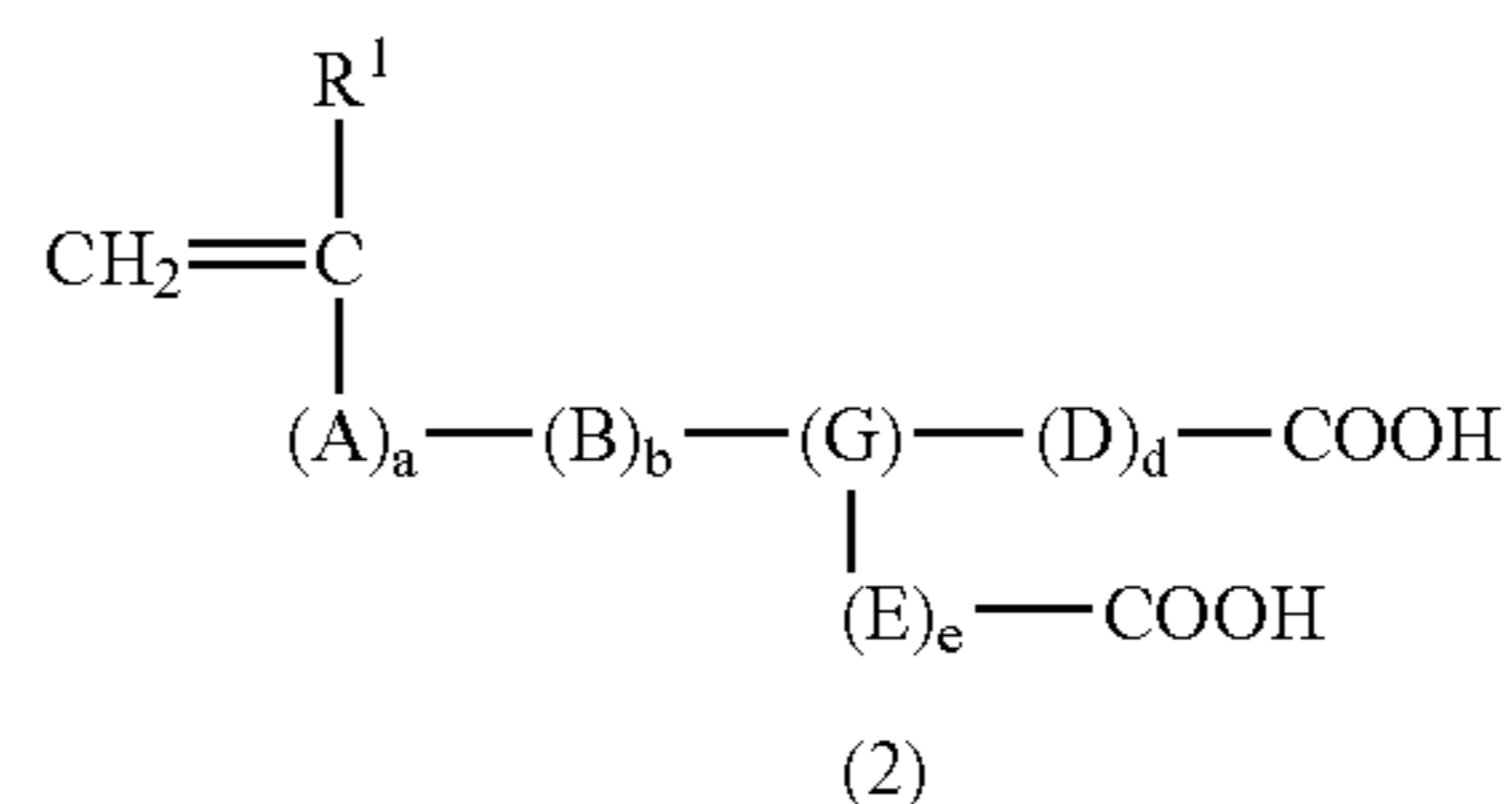 R¹
CH₂=C
(A)ₐ—(B)b—(G)—(D)d—COOH
(E)ₑ—COOH
(2)